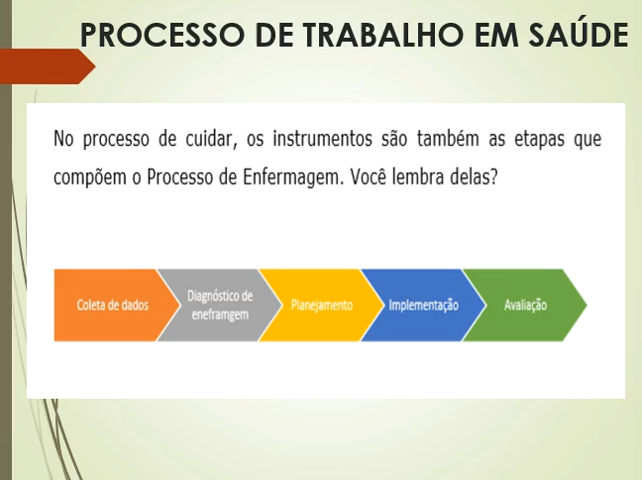 PROCESSO DE TRABALHO EM SAÚDE
No processo de cuidar, os instrumentos são também as etapas que
compõem o Processo de Enfermagem. Você lembra delas?
Coleta de dados
Diagnóstico de
eneframgem
Planejamento
Implementação
Avaliação